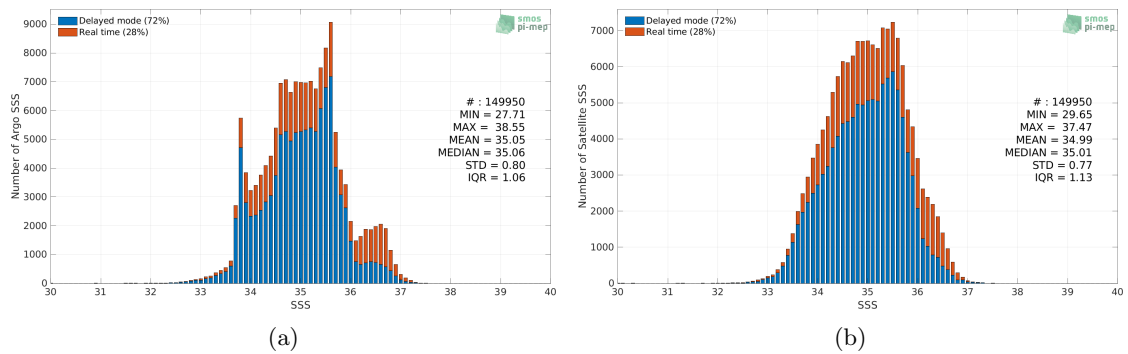 Delayed mode (72%)
Real time (28%)
smos
pi-mep
# : 149950
MIN = 27.71
MAX = 38.55
MEAN = 35.05
MEDIAN = 35.06
STD = 0.80
IQR = 1.06
Number of Argo SSS
9000
8000
7000
6000
5000
4000
3000
2000
1000
0
30 31 32 33 34 35 36 37 38 39 40
SSS
(a)
Delayed mode (72%)
Real time (28%)
smos
pi-mep
# : 149950
MIN = 29.65
MAX = 37.47
MEAN = 34.99
MEDIAN = 35.01
STD = 0.77
IQR = 1.13
Number of Satellite SSS
7000
6000
5000
4000
3000
2000
1000
0
30 31 32 33 34 35 36 37 38 39 40
SSS
(b)